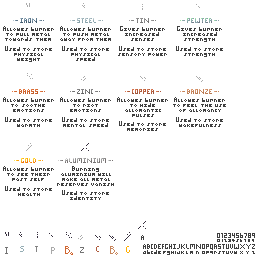 IRON
ALLOWS BURNER
TO PULL METAL
TOWARDS THEM
USED TO STORE
PHYSICAL
WEIGHT
STEEL
ALLOWS BURNER
TO PUSH METAL
AWAY FROM THEM
USED TO STORE
PHYSICAL
SPEED
TIN
GIVES BURNER
INCREASED
SENSES
USED TO STORE
SENSORY POWER
PEWTER
GIVES BURNER
INCREASED
STRENGTH
USED TO STORE
STRENGTH
BRASS
ALLOWS BURNER
TO SOOTHE
EMOTIONS
USED TO STORE
WARMTH
ZINC
ALLOWS BURNER
TO RIOT
EMOTIONS
USED TO STORE
MENTAL SPEED
COPPER
ALLOWS BURNER
TO HIDE
ALLOMANTIC
PULSES
USED TO STORE
MEMORIES
BRONZE
ALLOWS BURNER
TO FEEL THE USE
OF ALLOMANCY
USED TO STORE
WAKEFULNESS
GOLD
ALLOWS BURNER
TO SEE THEIR
PAST SELF
USED TO STORE
HEALTH
ALUMINIUM
BURNING
ALUMINIUM WILL
MAKE ALL METAL
RESERVES VANISH
USED TO STORE
IDENTITY
A
0123456789
0123456789
I S T P B Z C B G
ABCDEFGHIJKLMNOPQRSTUVWXYZ
ABCDEFGHIJKLMNOPQRSTUVWXYZ